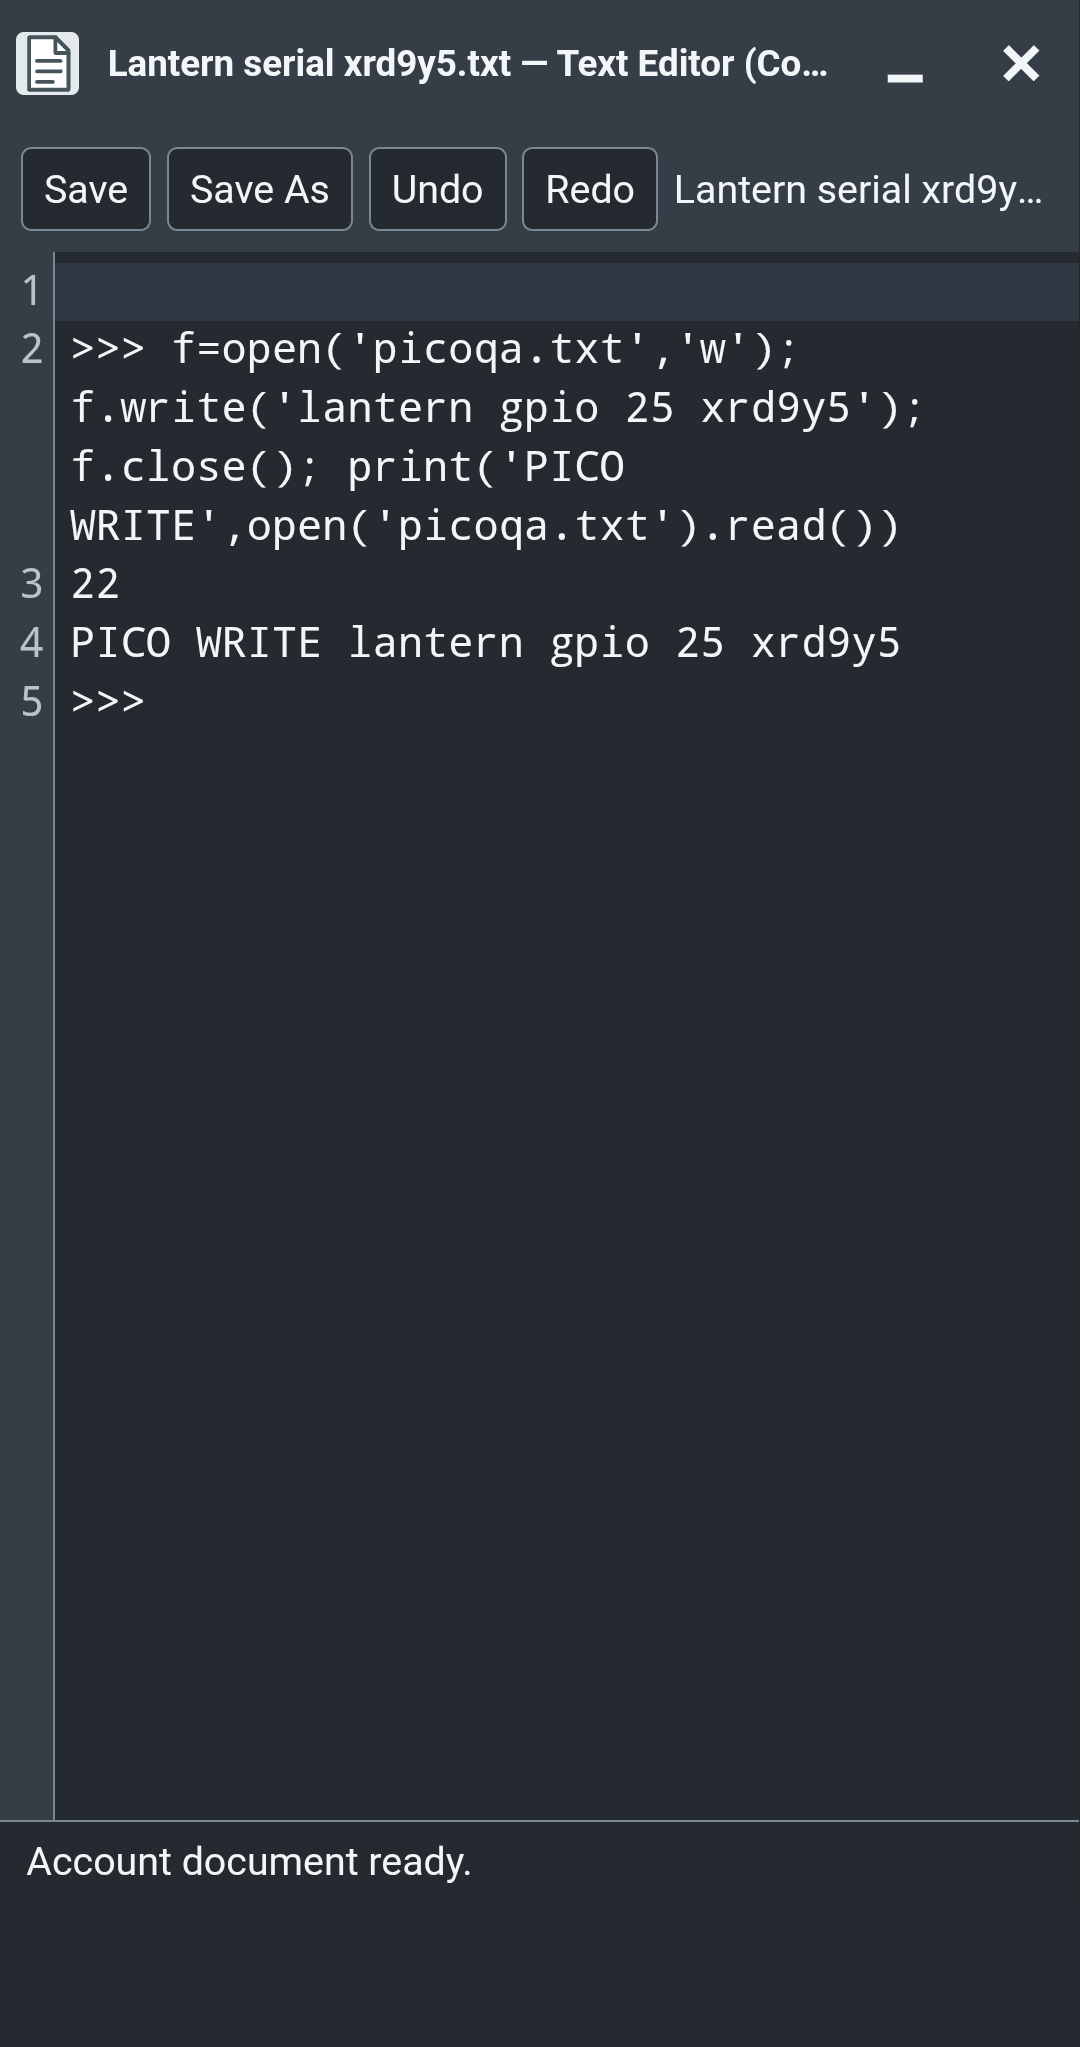 Lantern serial xrd9y5.txt — Text Editor (Co…
Save Save As Undo Redo Lantern serial xrd9y…
1
2 >>> f=open('picoqa.txt','w');
f.write('lantern gpio 25 xrd9y5');
f.close(); print('PICO
WRITE',open('picoqa.txt').read())
3 22
4 PICO WRITE lantern gpio 25 xrd9y5
5 >>>
Account document ready.